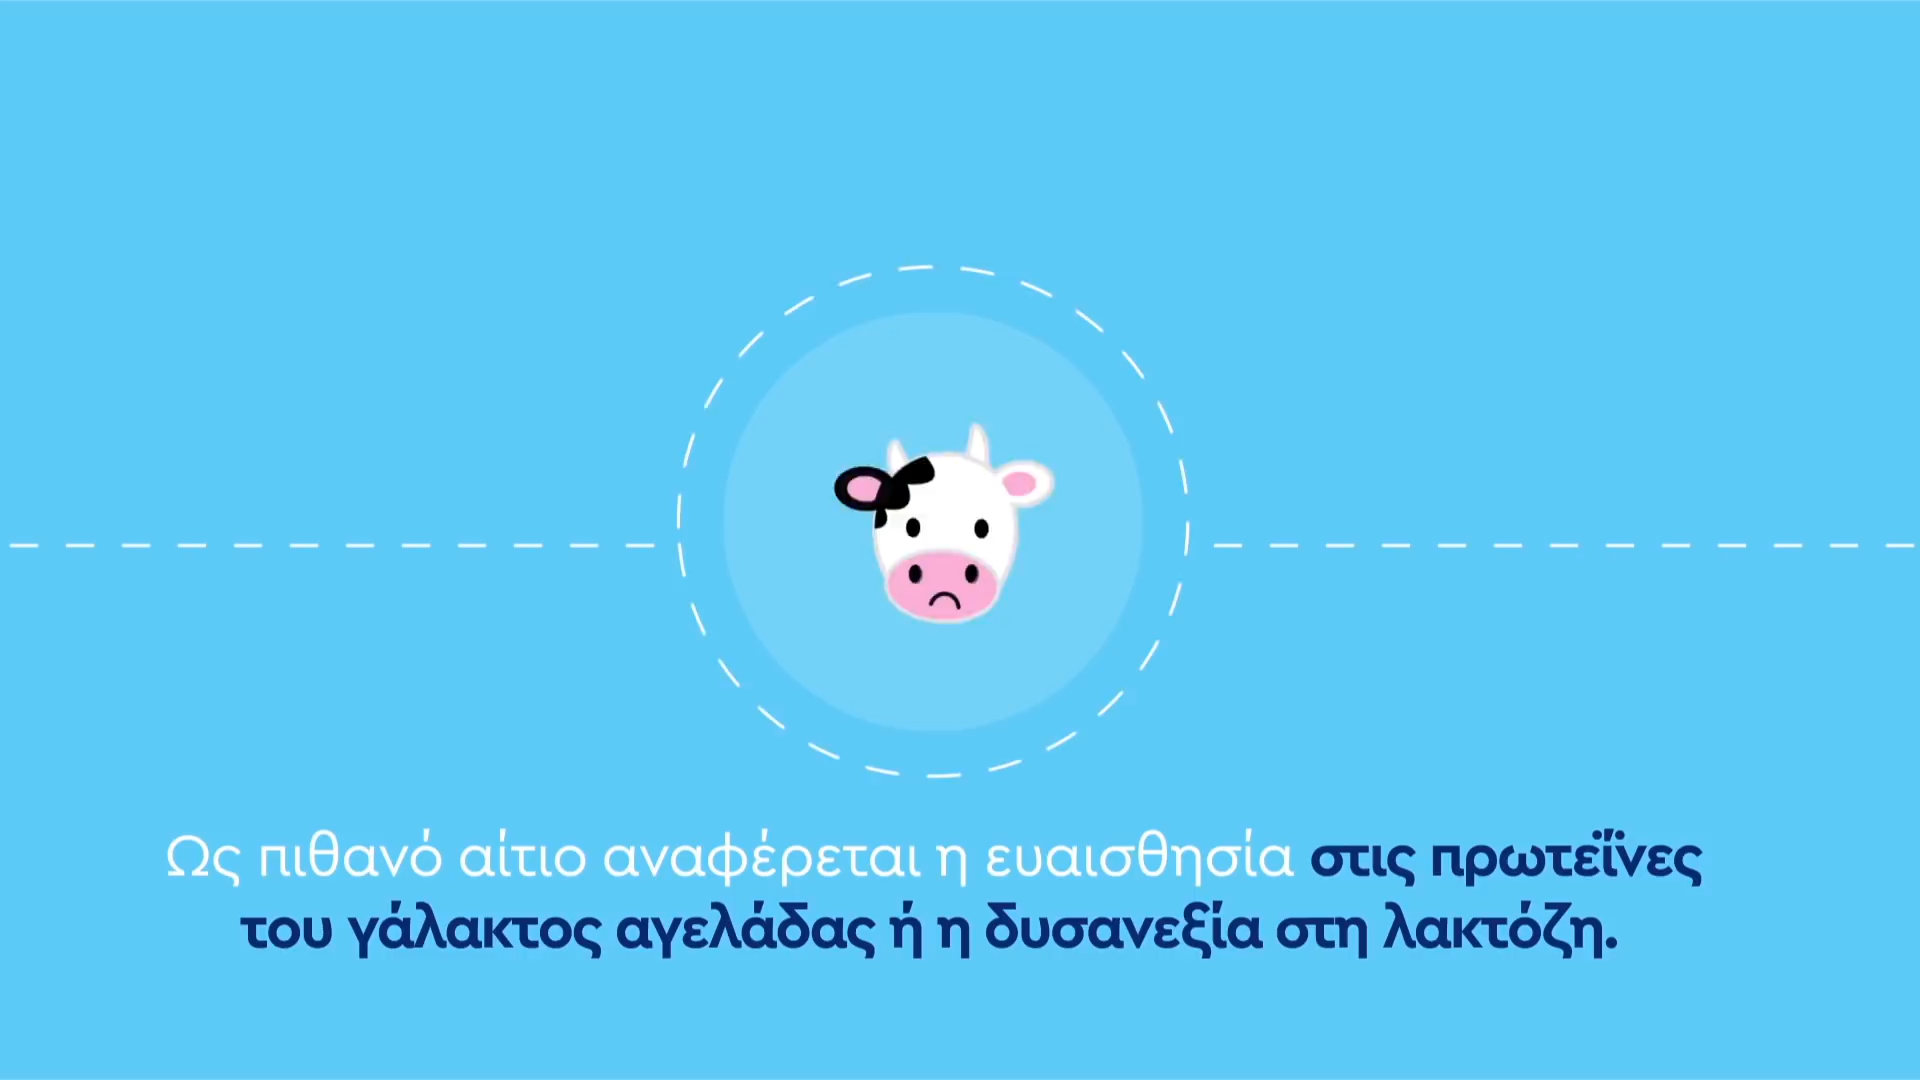 Ως πιθανό αίτιο αναφέρεται η ευαισθησία στις πρωτεΐνες
του γάλακτος αγελάδας ή η δυσανεξία στη λακτόζη.